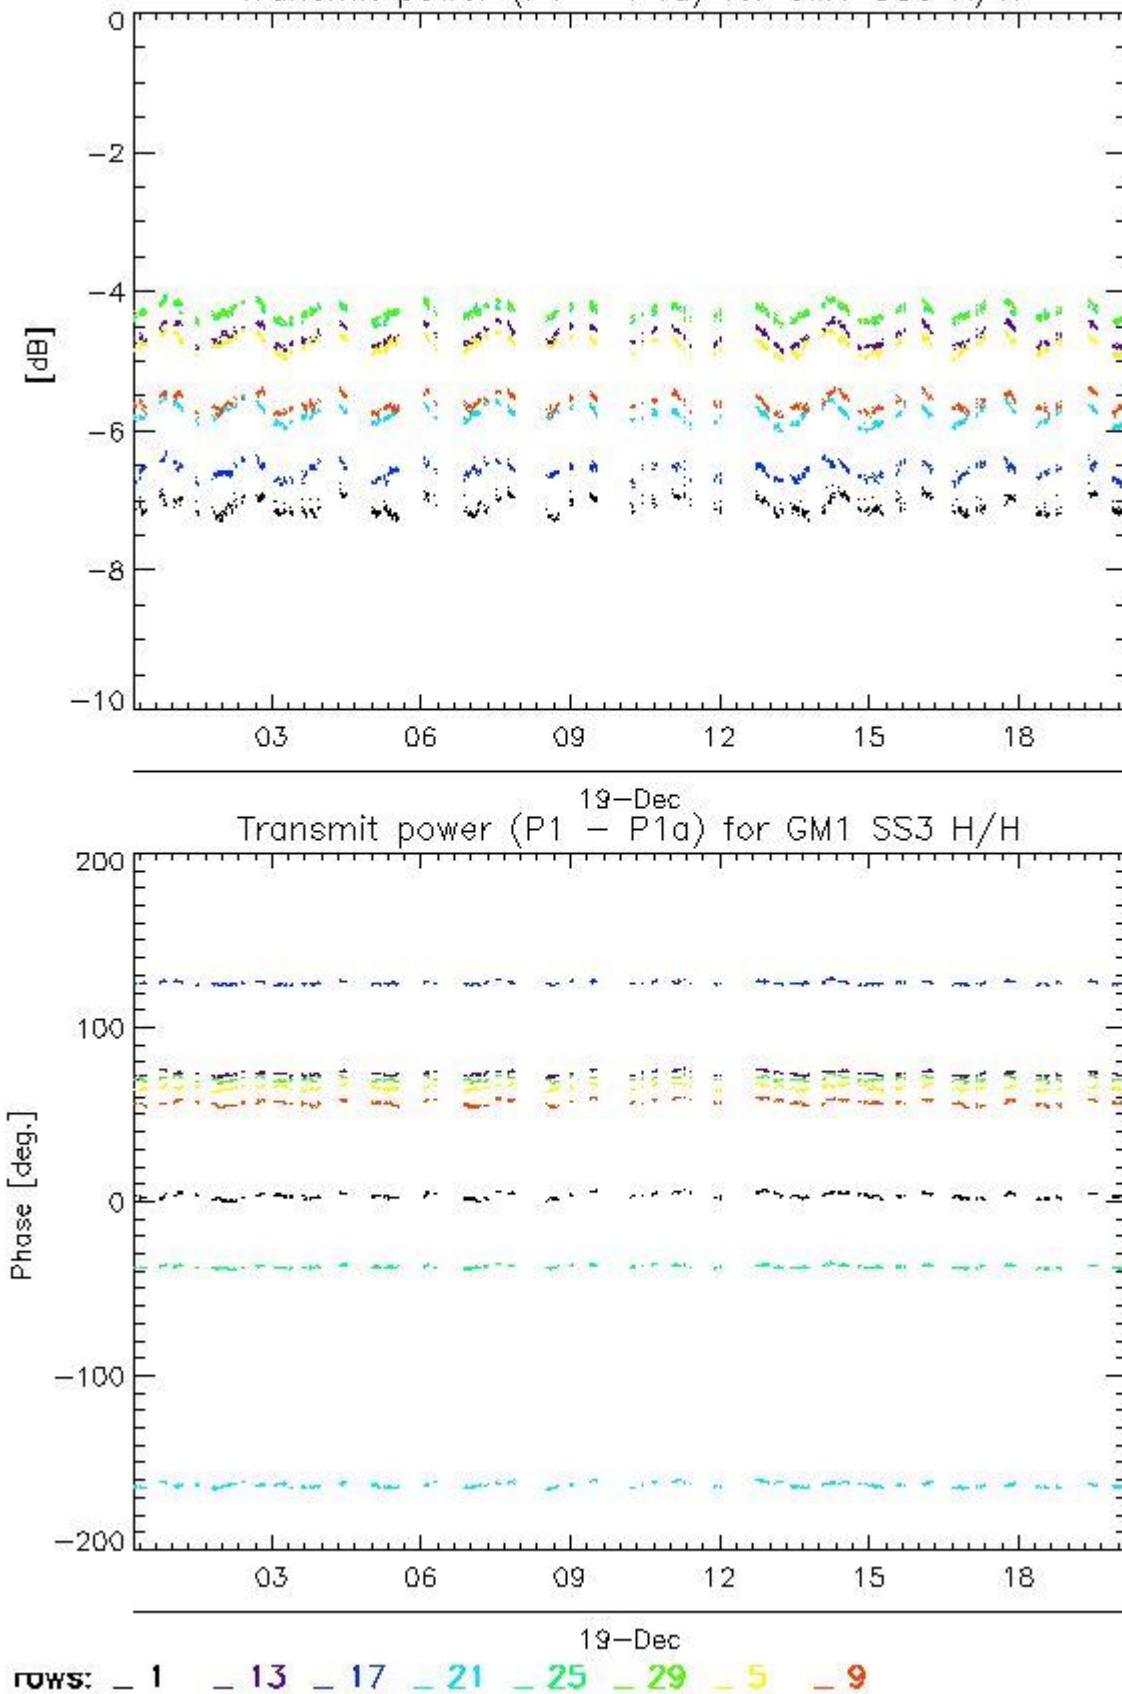 0
-2
-4
[dB]
-6
-8
-10
03 06 09 12 15 18
19-Dec
Transmit power (P1 - P1a) for GM1 SS3 H/H
200
100
0
Phase [deg.]
-100
-200
03 06 09 12 15 18
19-Dec
rows: _ 1 _ 13 _ 17 _ 21 _ 25 _ 29 _ 5 _ 9